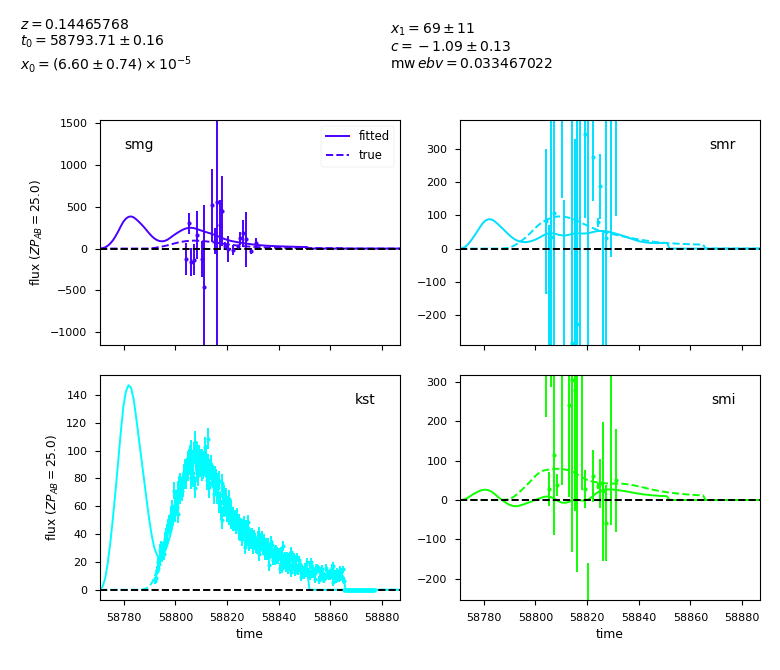 z = 0.14465768
t₀ = 58793.71 ± 0.16
x₀ = (6.60 ± 0.74) × 10⁻⁵
x₁ = 69 ± 11
c = −1.09 ± 0.13
mw ebv = 0.033467022
smg
fitted
true
1500
1000
500
0
−500
−1000
flux (ZP_AB = 25.0)
smr
300
200
100
0
−100
−200
kst
140
120
100
80
60
40
20
0
flux (ZP_AB = 25.0)
58780 58800 58820 58840 58860 58880
time
smi
300
200
100
0
−100
−200
58780 58800 58820 58840 58860 58880
time